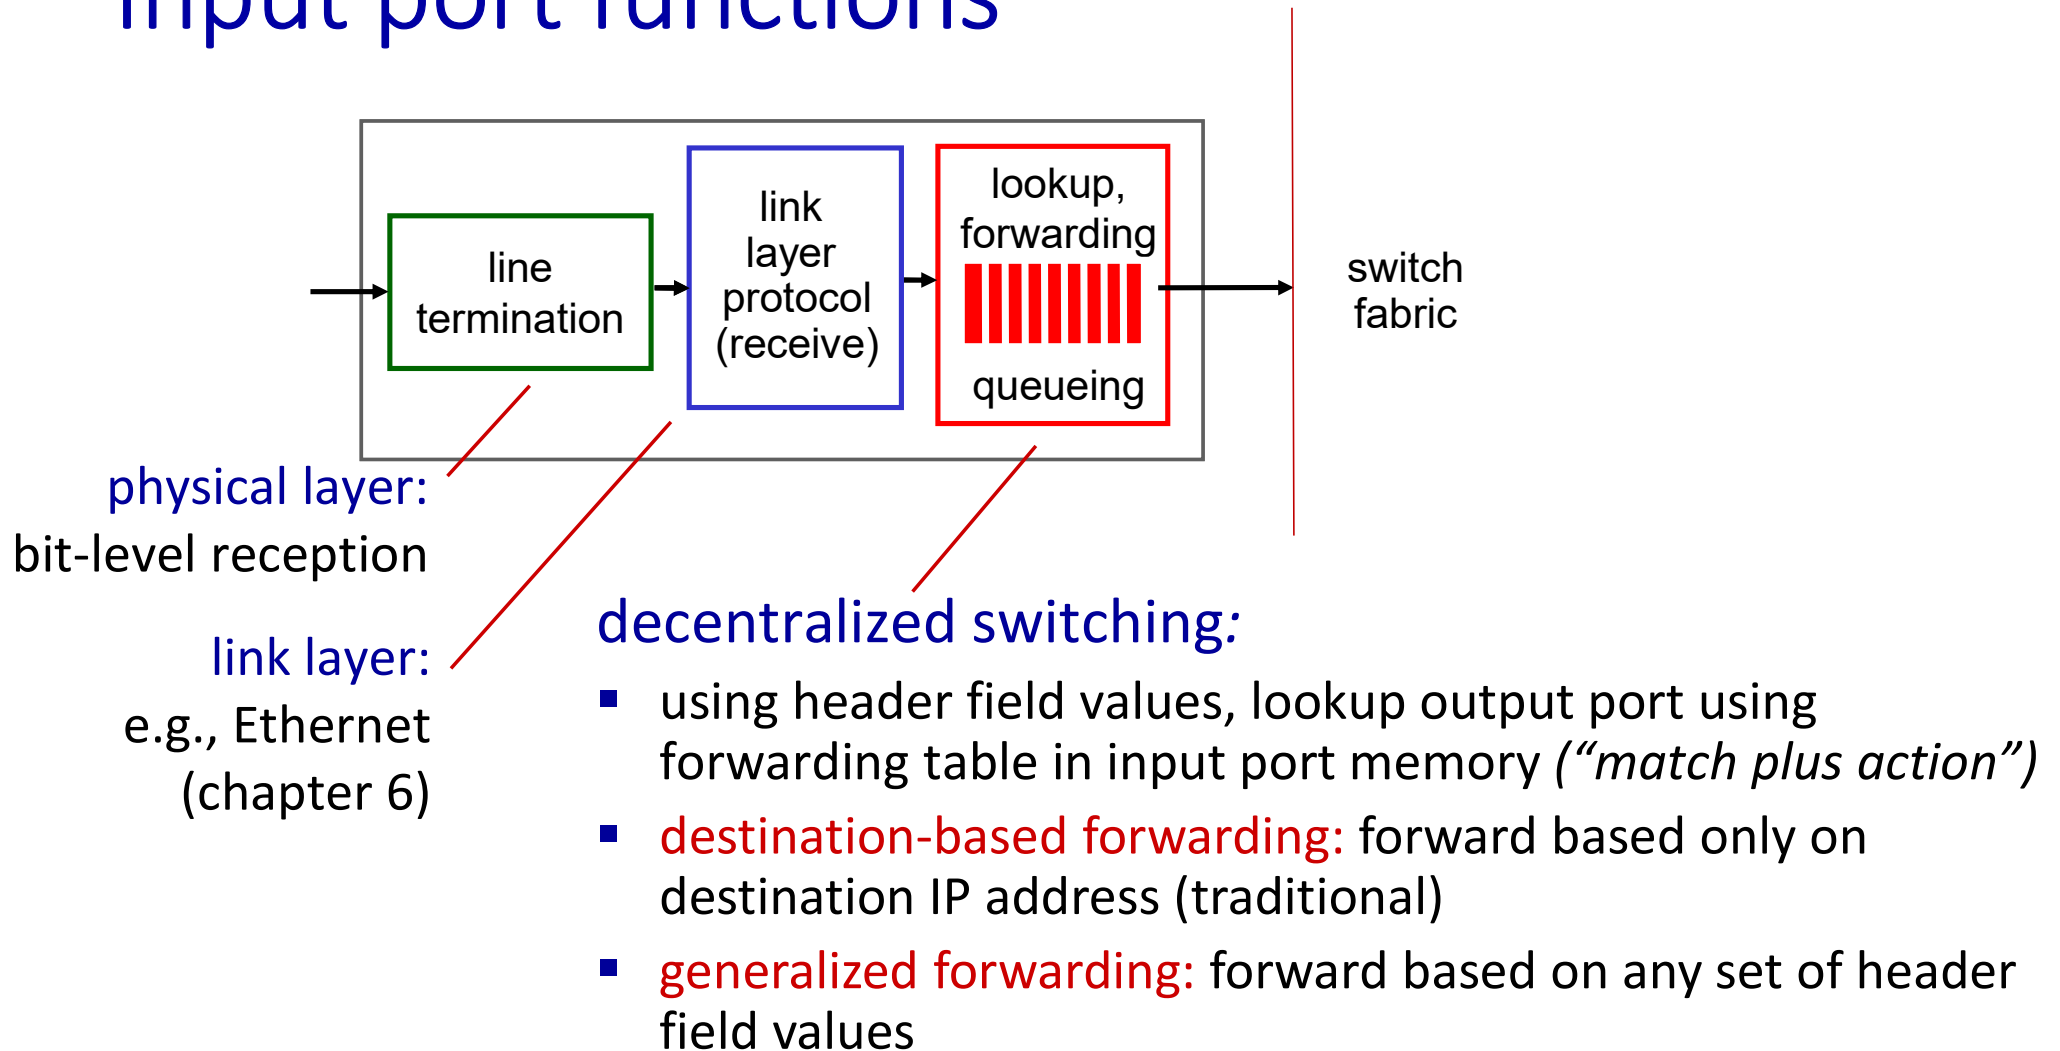 Input port functions
line
termination
link
layer
protocol
(receive)
lookup,
forwarding
queueing
switch
fabric
physical layer:
bit-level reception
link layer:
e.g., Ethernet
(chapter 6)
decentralized switching:
▪ using header field values, lookup output port using
forwarding table in input port memory (“match plus action”)
▪ destination-based forwarding: forward based only on
destination IP address (traditional)
▪ generalized forwarding: forward based on any set of header
field values